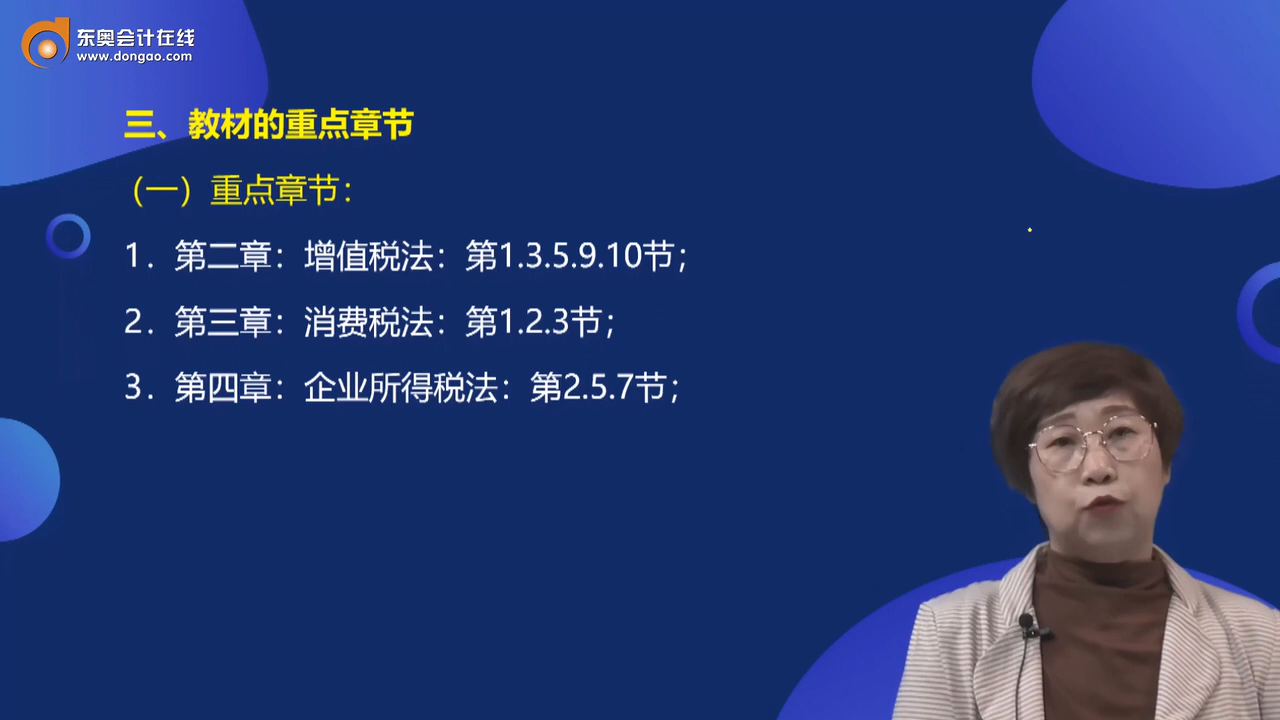 东奥会计在线
www.dongao.com
三、教材的重点章节
（一）重点章节：
1．第二章：增值税法：第1.3.5.9.10节；
2．第三章：消费税法：第1.2.3节；
3．第四章：企业所得税法：第2.5.7节；